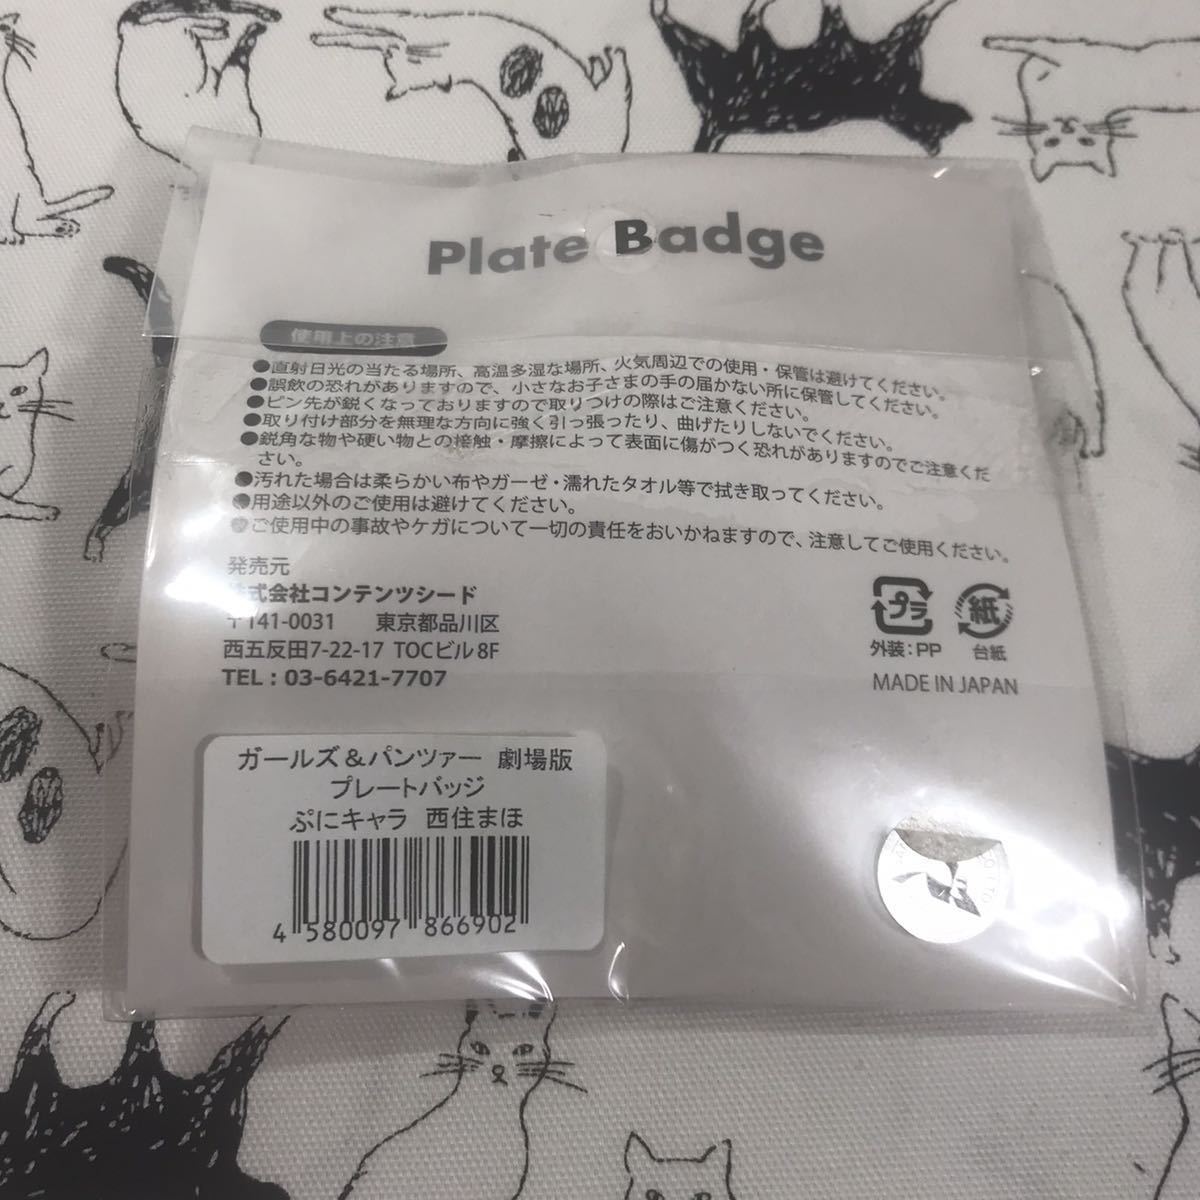 Plate Badge
使用上の注意
●直射日光の当たる場所、高温多湿な場所、火気周辺での使用・保管は避けてください。
●誤飲の恐れがありますので、小さなお子さまの手の届かない所に保管してください。
●ピン先が鋭くなっておりますので取りつけの際はご注意ください。
●取り付け部分を無理な方向に強く引っ張ったり、曲げたりしないでください。
●鋭角な物や硬い物との接触・摩擦によって表面に傷がつく恐れがありますのでご注意くだ
さい。
●汚れた場合は柔らかい布やガーゼ・濡れたタオル等で拭き取ってください。
●用途以外のご使用は避けてください。
●ご使用中の事故やケガについて一切の責任をおいかねますので、注意してご使用ください。
発売元
株式会社コンテンツシード
〒141-0031 東京都品川区
西五反田7-22-17 TOCビル8F
TEL : 03-6421-7707
プラ 紙
外装:PP 台紙
MADE IN JAPAN
ガールズ&パンツァー 劇場版
プレートバッジ
ぷにキャラ 西住まほ
4 580097 866902